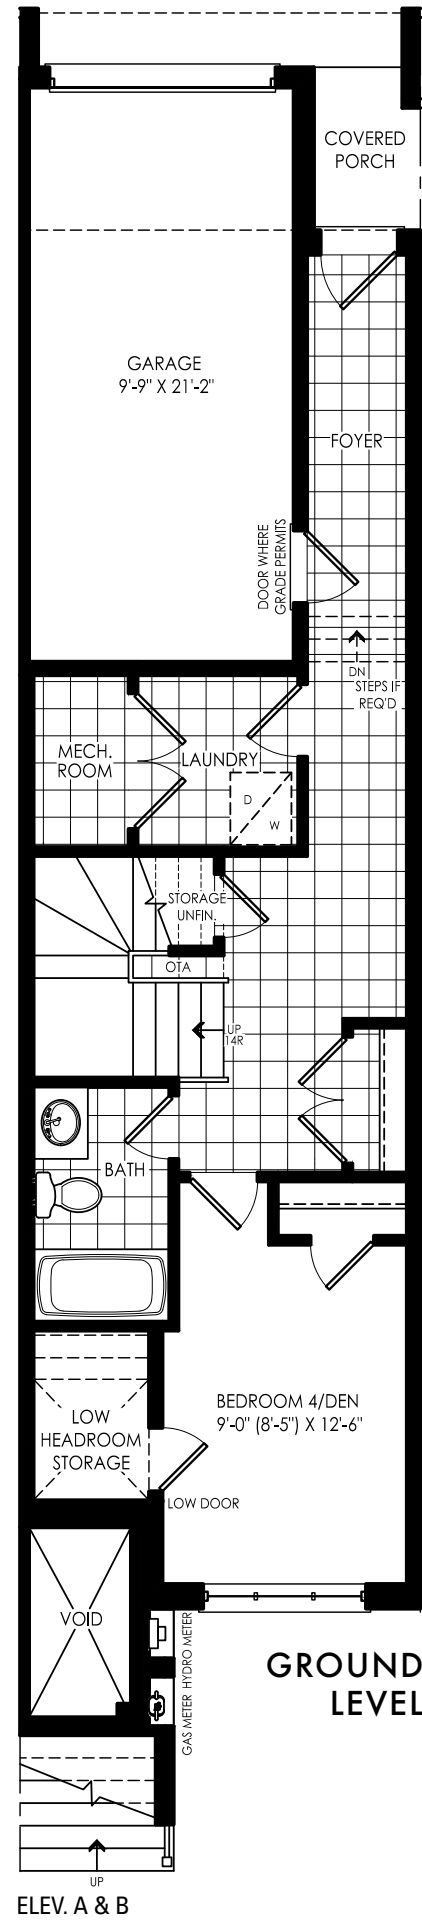 COVERED
PORCH
GARAGE
9'-9" X 21'-2"
FOYER
DOOR WHERE
GRADE PERMITS
DN
STEPS IF
REQ'D
MECH.
ROOM
LAUNDRY
D
W
STORAGE
UNFIN.
OTA
UP
14R
BATH
BEDROOM 4/DEN
9'-0" (8'-5") X 12'-6"
LOW
HEADROOM
STORAGE
LOW DOOR
VOID
GAS METER HYDRO METER
GROUND
LEVEL
UP
ELEV. A & B